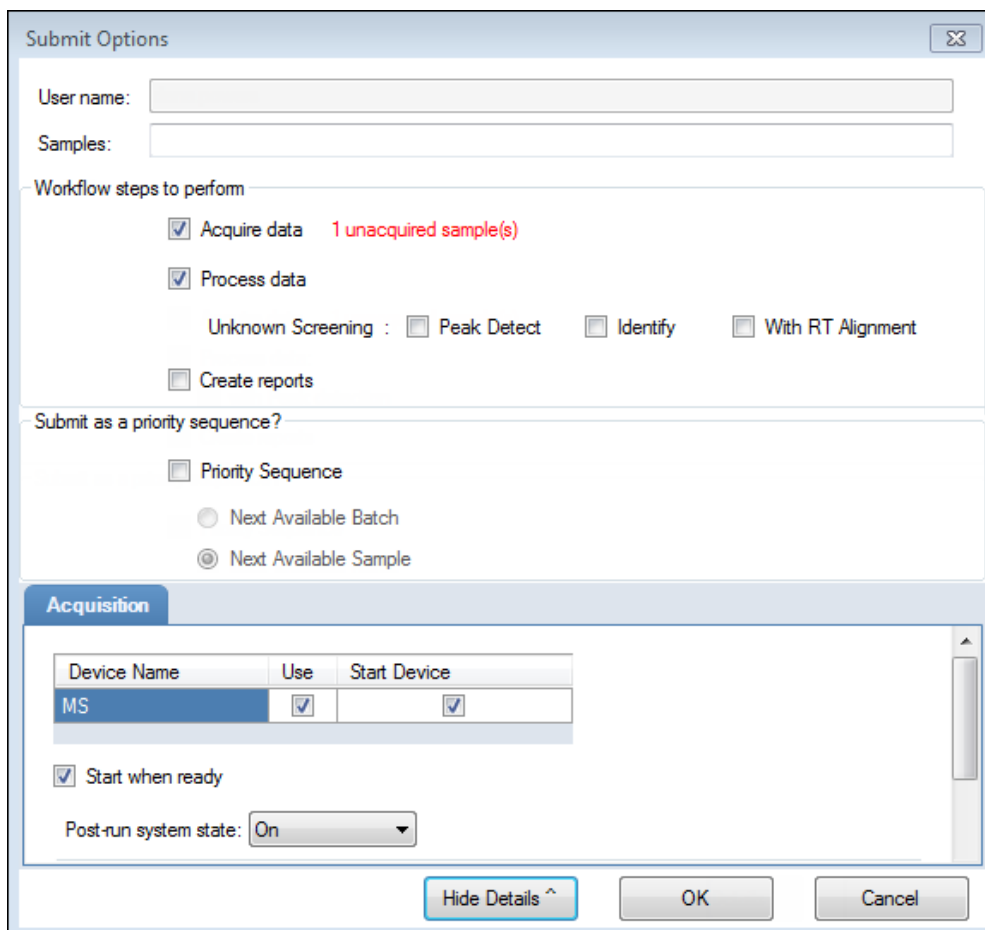 Submit Options
User name:
Samples:
Workflow steps to perform
Acquire data 1 unacquired sample(s)
Process data
Unknown Screening : Peak Detect Identify With RT Alignment
Create reports
Submit as a priority sequence?
Priority Sequence
Next Available Batch
Next Available Sample
Acquisition
Device Name Use Start Device
MS
Start when ready
Post-run system state: On
Hide Details ^ OK Cancel